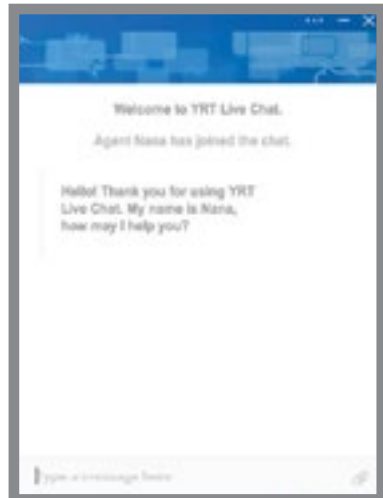 Welcome to YRT Live Chat.
Agent Nana has joined the chat.
Hello! Thank you for using YRT
Live Chat. My name is Nana,
how may I help you?
Type a message here